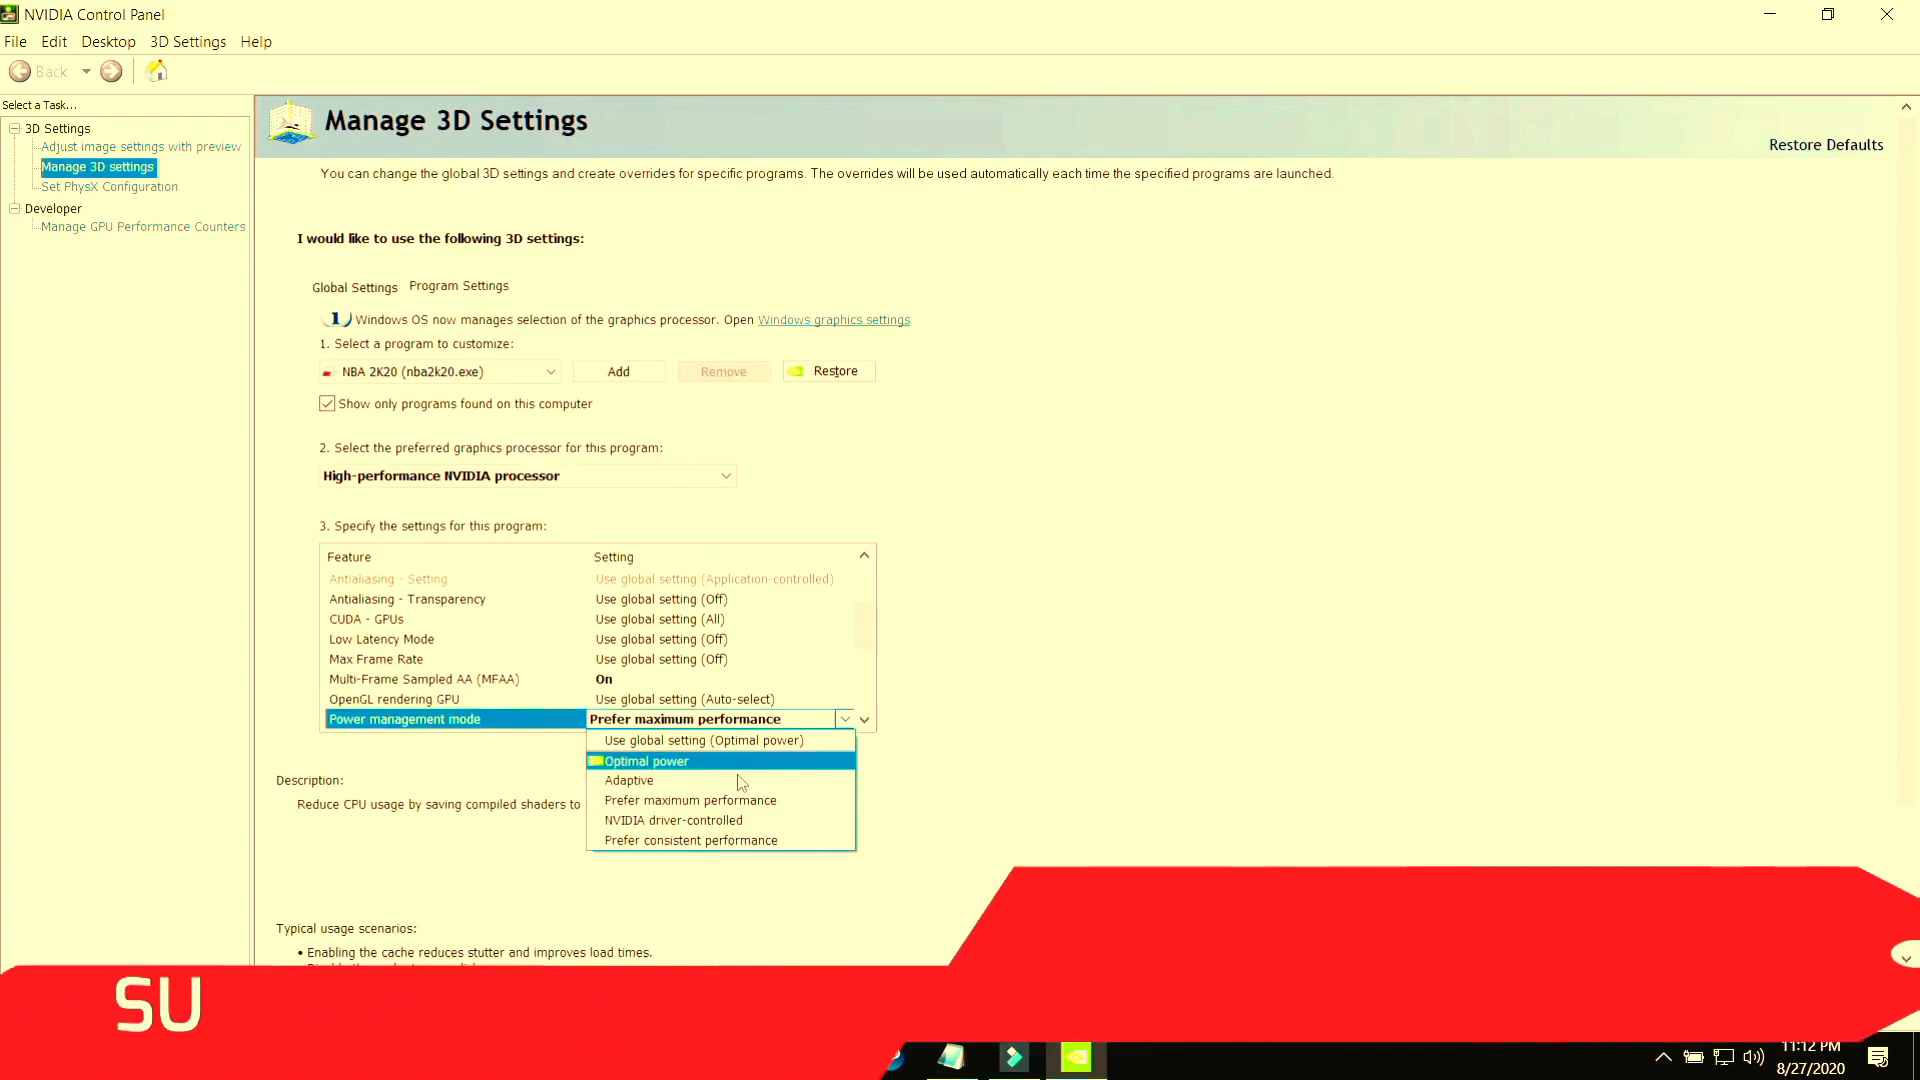 NVIDIA Control Panel
File Edit Desktop 3D Settings Help
Back
Select a Task...
3D Settings
Adjust image settings with preview
Manage 3D settings
Set PhysX Configuration
Developer
Manage GPU Performance Counters
Manage 3D Settings
Restore Defaults
You can change the global 3D settings and create overrides for specific programs. The overrides will be used automatically each time the specified programs are launched.
I would like to use the following 3D settings:
Global Settings Program Settings
Windows OS now manages selection of the graphics processor. Open Windows graphics settings
1. Select a program to customize:
NBA 2K20 (nba2k20.exe) Add Remove Restore
Show only programs found on this computer
2. Select the preferred graphics processor for this program:
High-performance NVIDIA processor
3. Specify the settings for this program:
Feature Setting
Antialiasing - Setting Use global setting (Application-controlled)
Antialiasing - Transparency Use global setting (Off)
CUDA - GPUs Use global setting (All)
Low Latency Mode Use global setting (Off)
Max Frame Rate Use global setting (Off)
Multi-Frame Sampled AA (MFAA) On
OpenGL rendering GPU Use global setting (Auto-select)
Power management mode Prefer maximum performance
Use global setting (Optimal power)
Optimal power
Adaptive
Prefer maximum performance
NVIDIA driver-controlled
Prefer consistent performance
Description:
Reduce CPU usage by saving compiled shaders to
Typical usage scenarios:
• Enabling the cache reduces stutter and improves load times.
SU
11:12 PM
8/27/2020